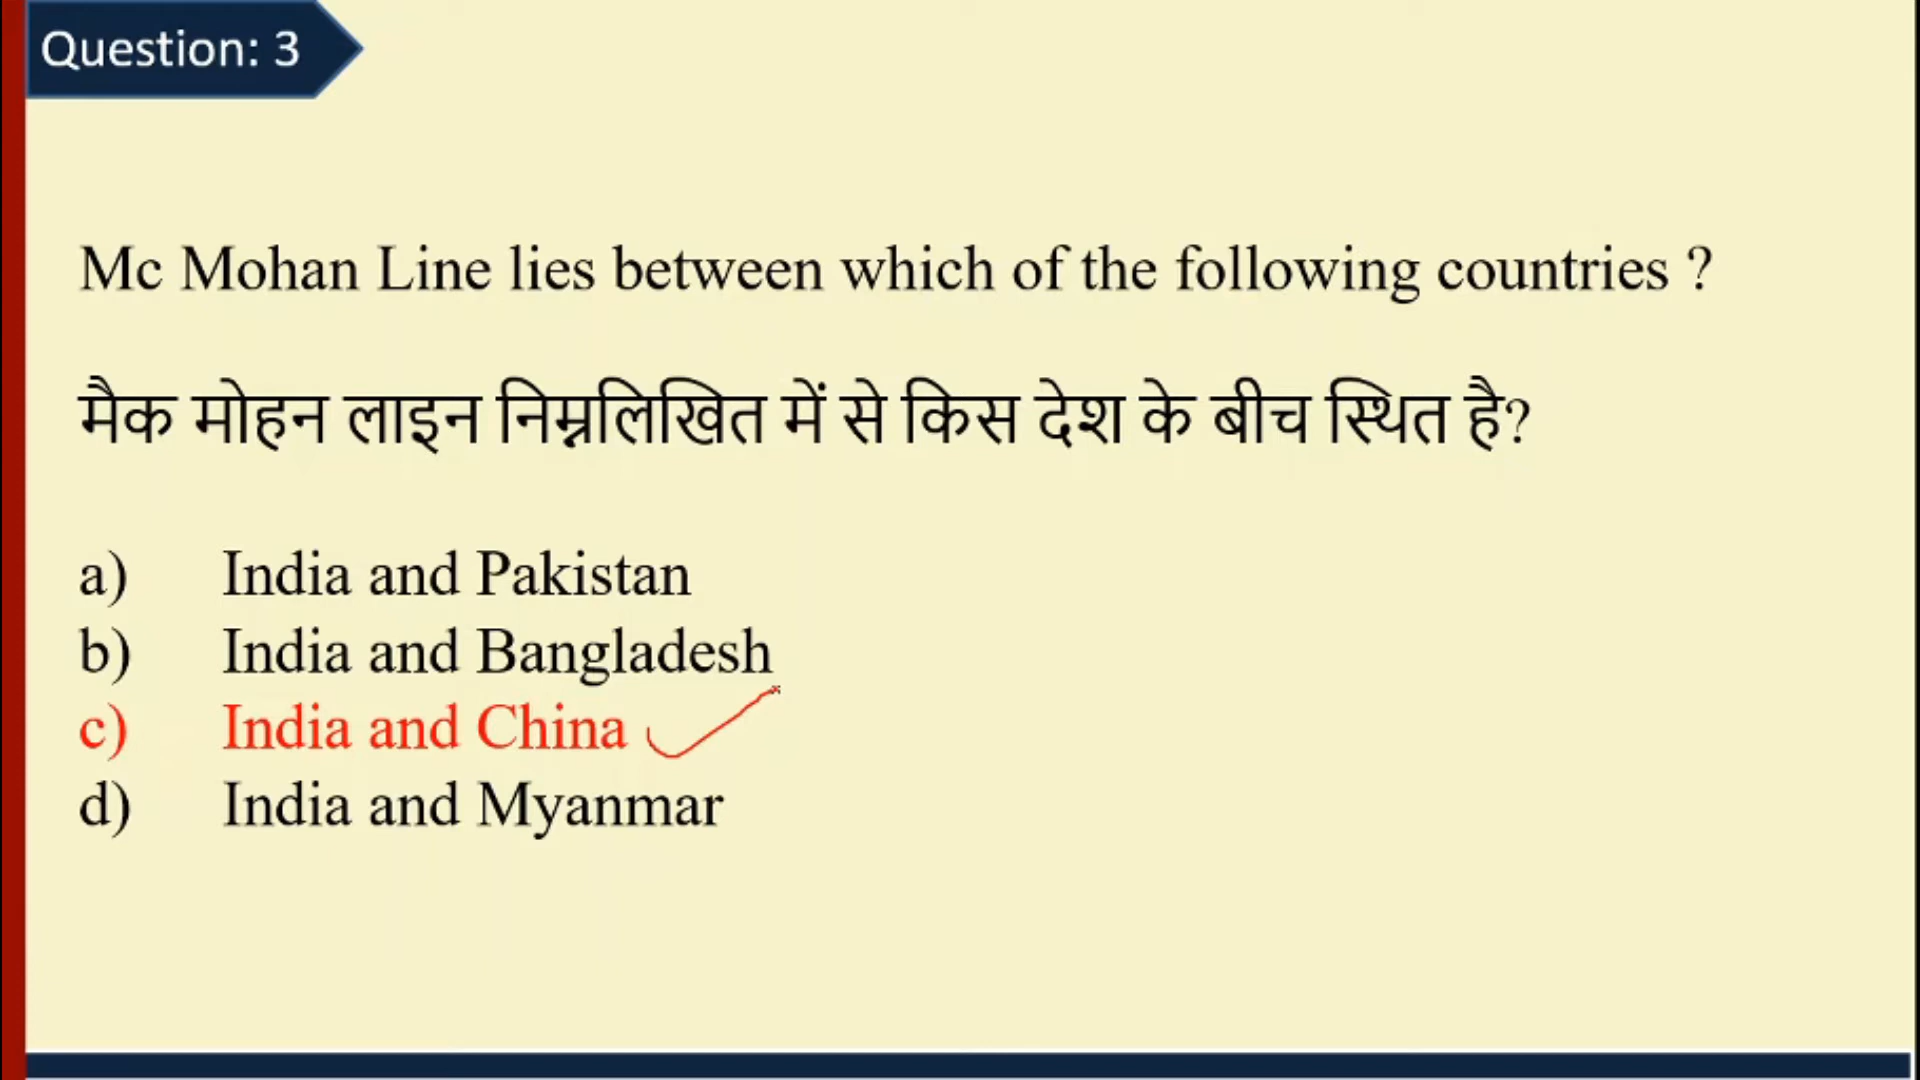 Question: 3
Mc Mohan Line lies between which of the following countries ?
मैक मोहन लाइन निम्नलिखित में से किस देश के बीच स्थित है?
a) India and Pakistan
b) India and Bangladesh
c) India and China
d) India and Myanmar